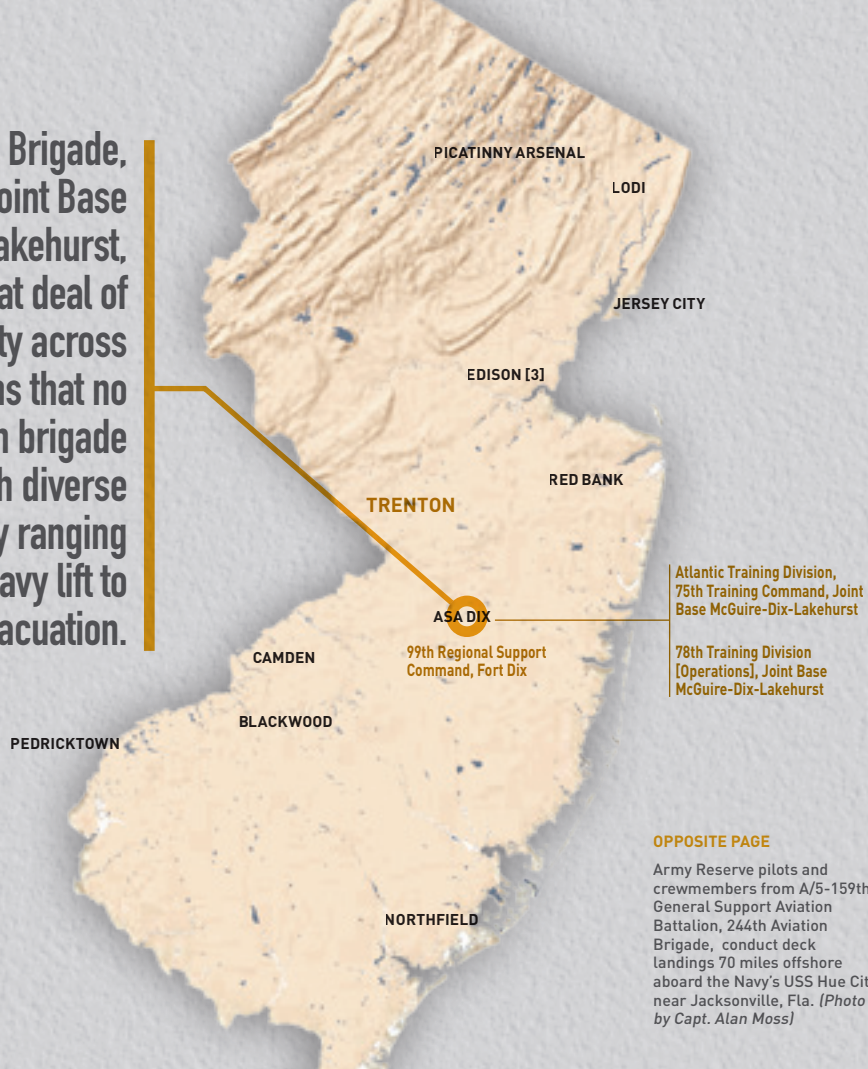 Brigade,
oint Base
akehurst,
at deal of
ty across
ns that no
n brigade
h diverse
y ranging
avy lift to
acuation.
PICATINNY ARSENAL
LODI
JERSEY CITY
EDISON [3]
RED BANK
TRENTON
ASA DIX
99th Regional Support
Command, Fort Dix
Atlantic Training Division,
75th Training Command, Joint
Base McGuire-Dix-Lakehurst
78th Training Division
[Operations], Joint Base
McGuire-Dix-Lakehurst
CAMDEN
BLACKWOOD
PEDRICKTOWN
NORTHFIELD
OPPOSITE PAGE
Army Reserve pilots and
crewmembers from A/5-159th
General Support Aviation
Battalion, 244th Aviation
Brigade, conduct deck
landings 70 miles offshore
aboard the Navy's USS Hue Cit
near Jacksonville, Fla. (Photo
by Capt. Alan Moss)